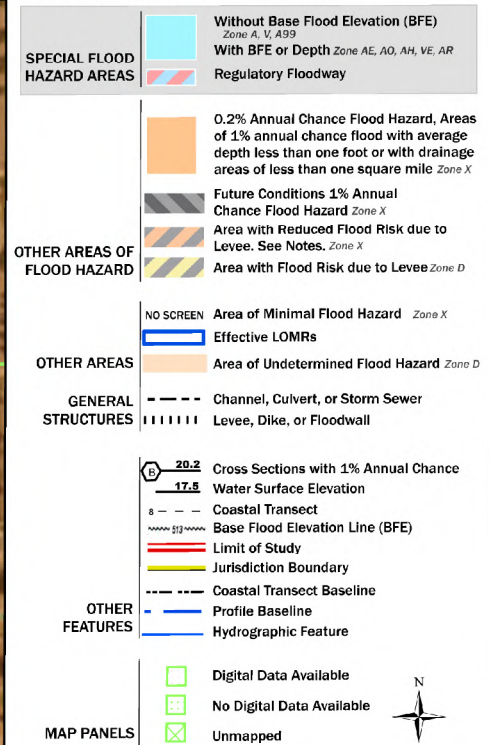 SPECIAL FLOOD
HAZARD AREAS
Without Base Flood Elevation (BFE)
Zone A, V, A99
With BFE or Depth Zone AE, AO, AH, VE, AR
Regulatory Floodway
OTHER AREAS OF
FLOOD HAZARD
0.2% Annual Chance Flood Hazard, Areas
of 1% annual chance flood with average
depth less than one foot or with drainage
areas of less than one square mile Zone X
Future Conditions 1% Annual
Chance Flood Hazard Zone X
Area with Reduced Flood Risk due to
Levee. See Notes. Zone X
Area with Flood Risk due to Levee Zone D
OTHER AREAS
NO SCREEN Area of Minimal Flood Hazard Zone X
Effective LOMRs
Area of Undetermined Flood Hazard Zone D
GENERAL
STRUCTURES
Channel, Culvert, or Storm Sewer
Levee, Dike, or Floodwall
OTHER
FEATURES
B 20.2 Cross Sections with 1% Annual Chance
17.5 Water Surface Elevation
8 Coastal Transect
513 Base Flood Elevation Line (BFE)
Limit of Study
Jurisdiction Boundary
Coastal Transect Baseline
Profile Baseline
Hydrographic Feature
MAP PANELS
Digital Data Available
No Digital Data Available
Unmapped
N